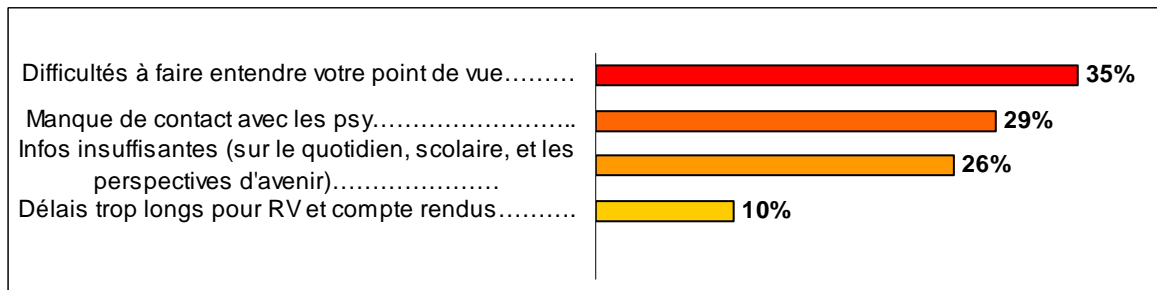 Difficultés à faire entendre votre point de vue……… 35%
Manque de contact avec les psy…………………….. 29%
Infos insuffisantes (sur le quotidien, scolaire, et les
perspectives d'avenir)………………… 26%
Délais trop longs pour RV et compte rendus………. 10%